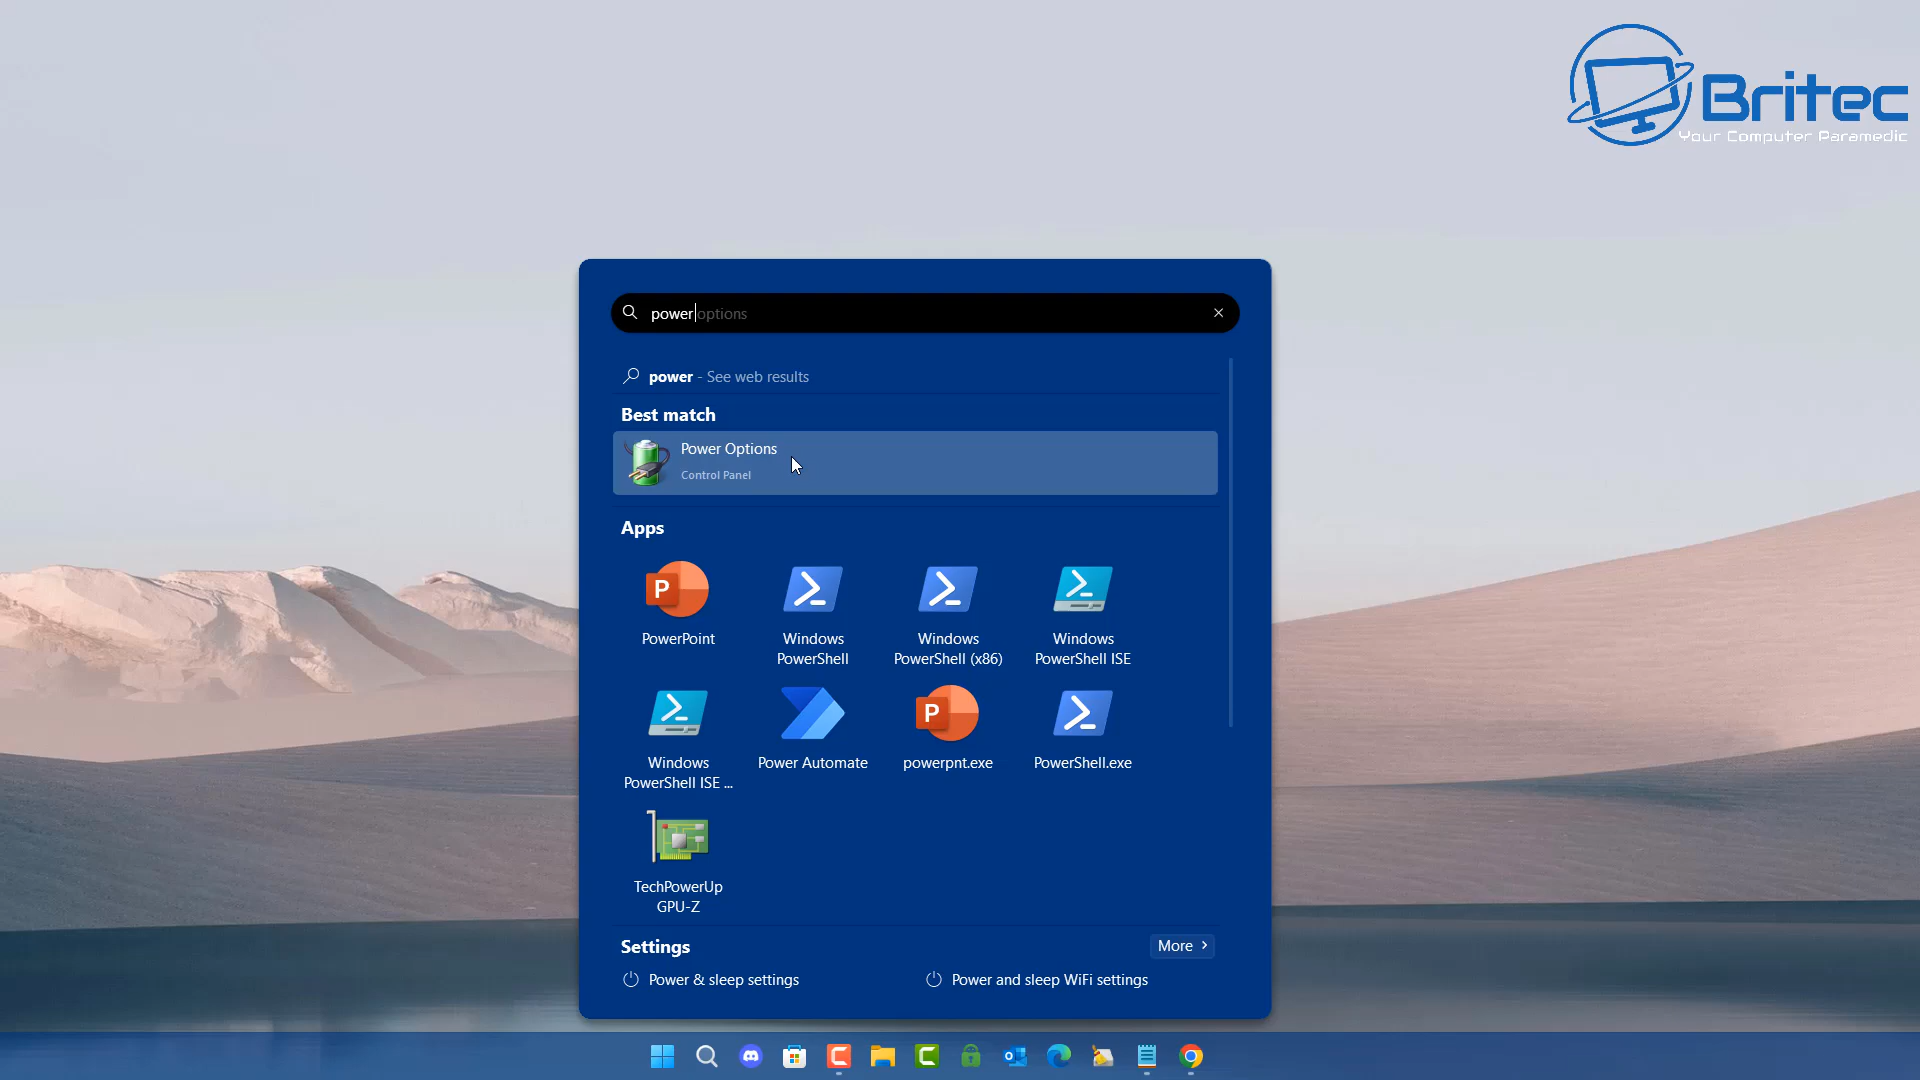 Britec
Your Computer Paramedic
power options
power - See web results
Best match
Power Options
Control Panel
Apps
PowerPoint
Windows
PowerShell
Windows
PowerShell (x86)
Windows
PowerShell ISE
Windows
PowerShell ISE ...
Power Automate
powerpnt.exe
PowerShell.exe
TechPowerUp
GPU-Z
Settings
More
Power & sleep settings
Power and sleep WiFi settings